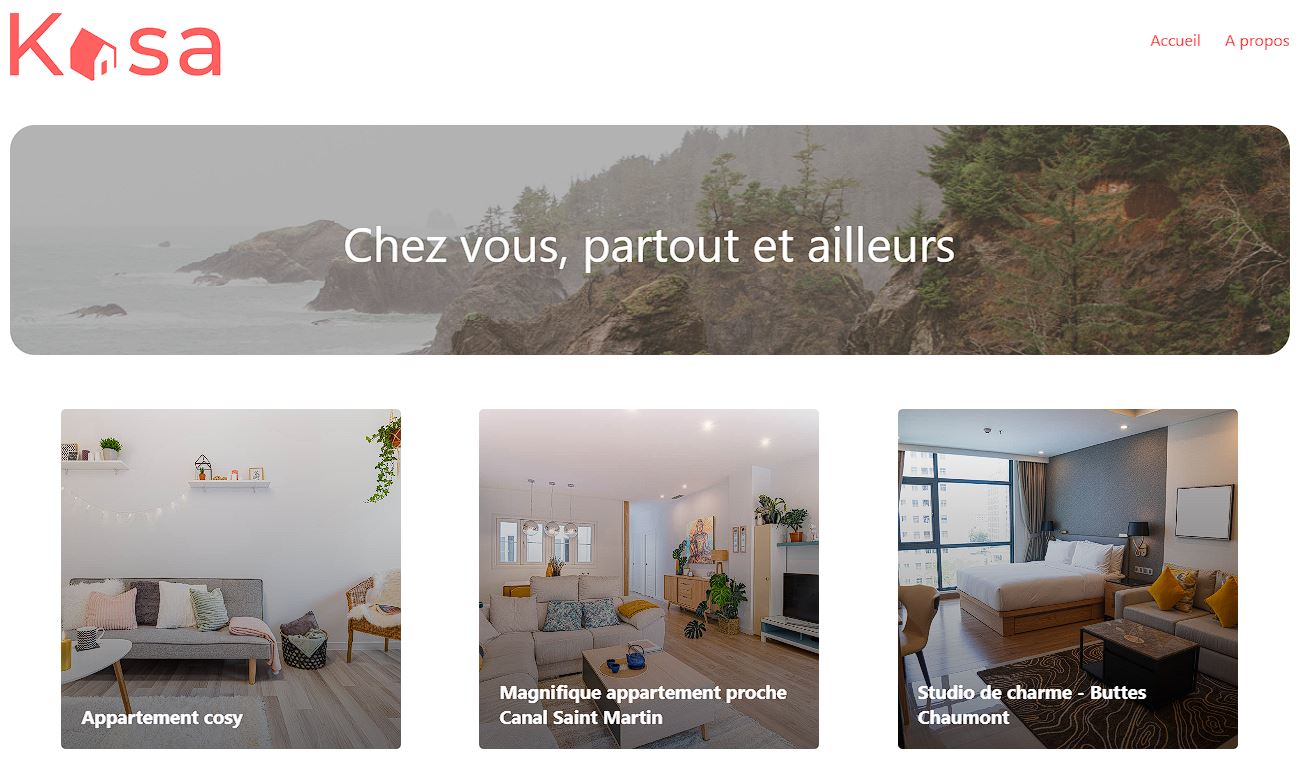 Kasa
Accueil
A propos
Chez vous, partout et ailleurs
Appartement cosy
Magnifique appartement proche
Canal Saint Martin
Studio de charme - Buttes
Chaumont